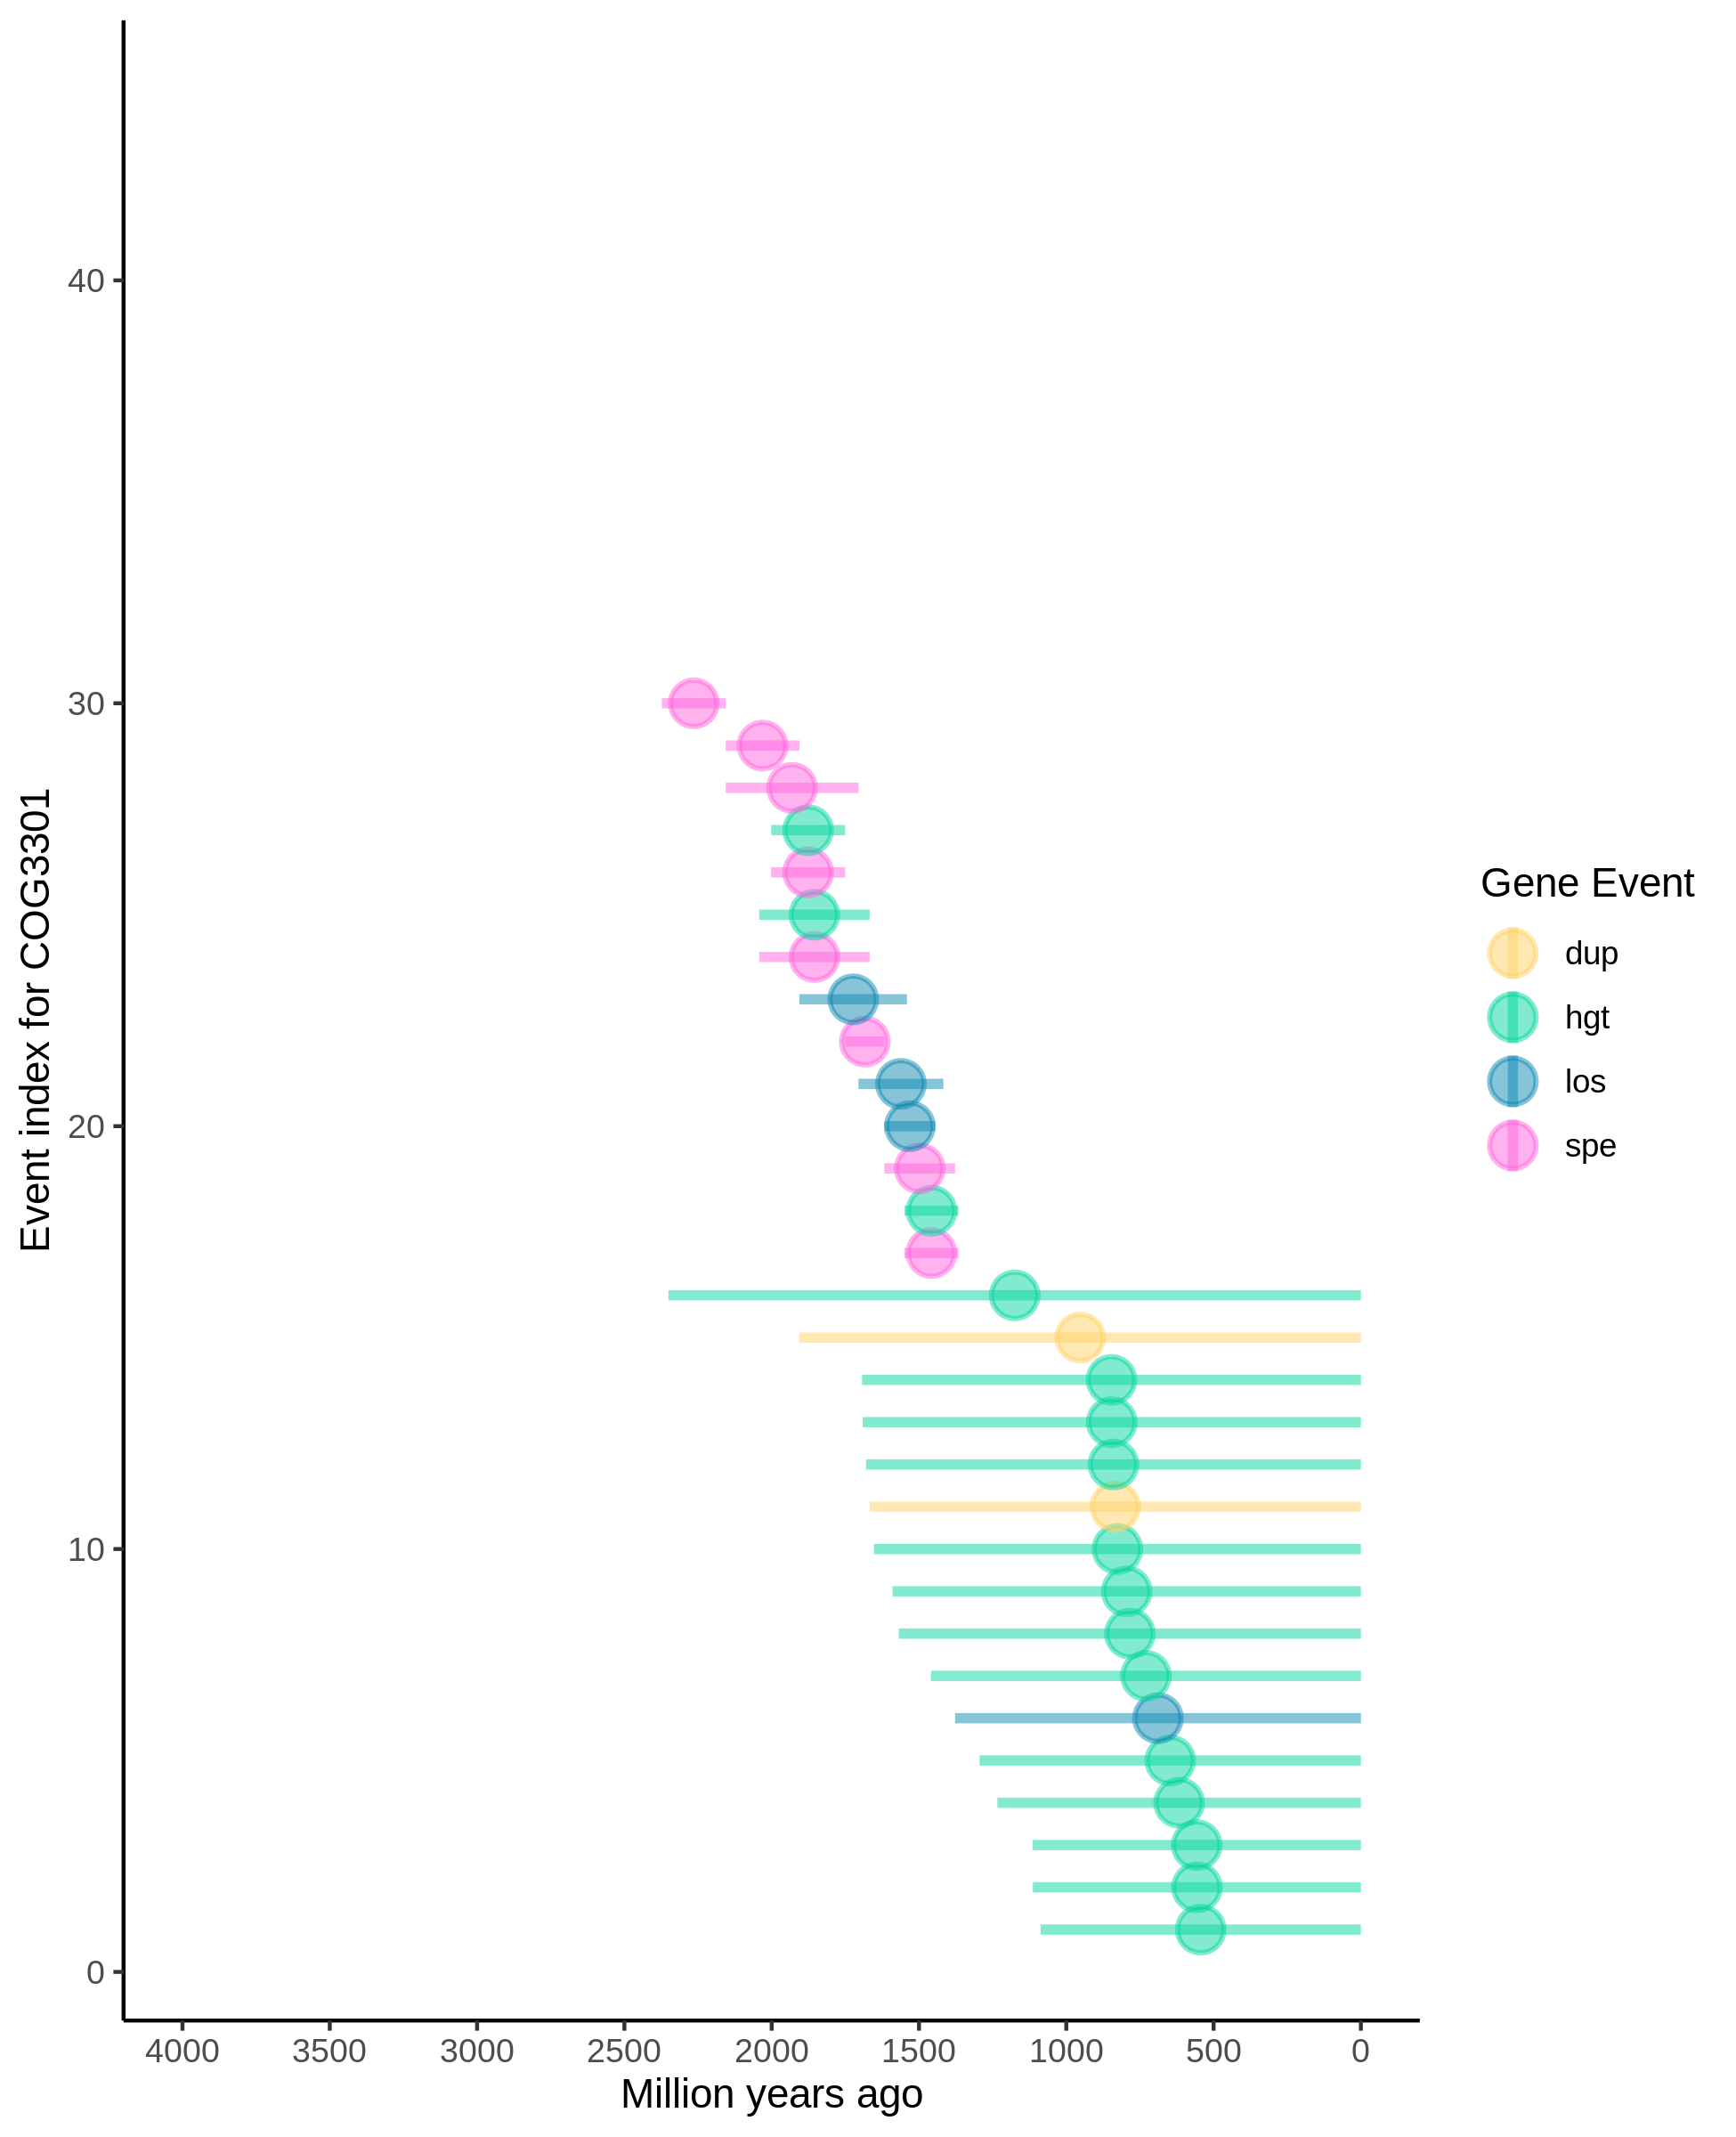 Event index for COG3301
40
30
20
10
0
4000 3500 3000 2500 2000 1500 1000 500 0
Million years ago
Gene Event
dup
hgt
los
spe